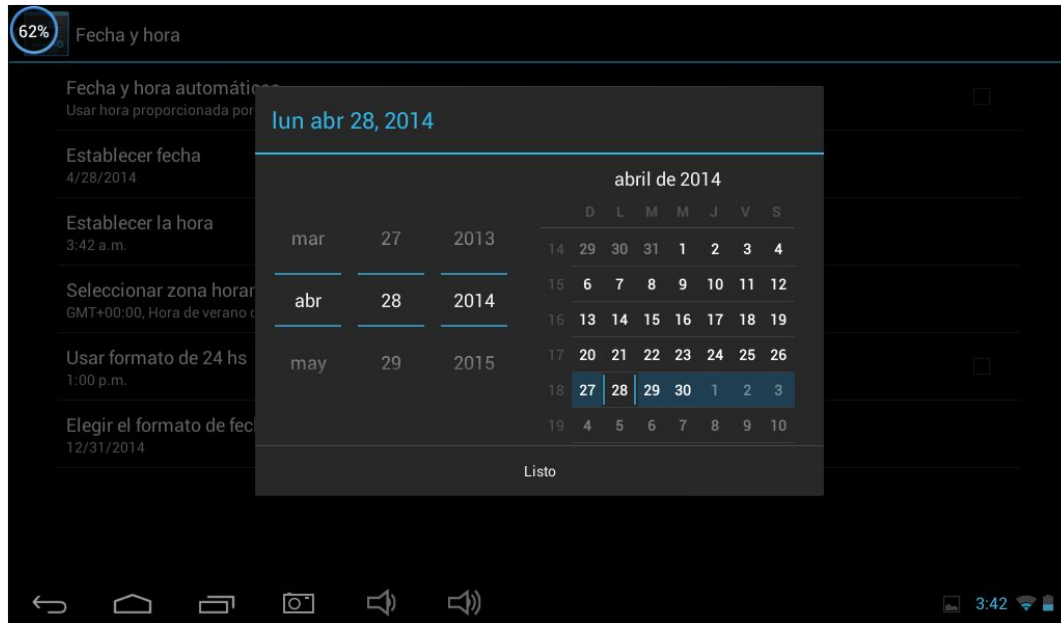 62%
Fecha y hora
Fecha y hora automátic
Usar hora proporcionada por
Establecer fecha
4/28/2014
Establecer la hora
3:42 a.m.
Seleccionar zona horar
GMT+00:00, Hora de verano
Usar formato de 24 hs
1:00 p.m.
Elegir el formato de fec
12/31/2014
lun abr 28, 2014
mar 27 2013
abr 28 2014
may 29 2015
abril de 2014
D L M M J V S
14 29 30 31 1 2 3 4
15 6 7 8 9 10 11 12
16 13 14 15 16 17 18 19
17 20 21 22 23 24 25 26
18 27 28 29 30 1 2 3
19 4 5 6 7 8 9 10
Listo
3:42